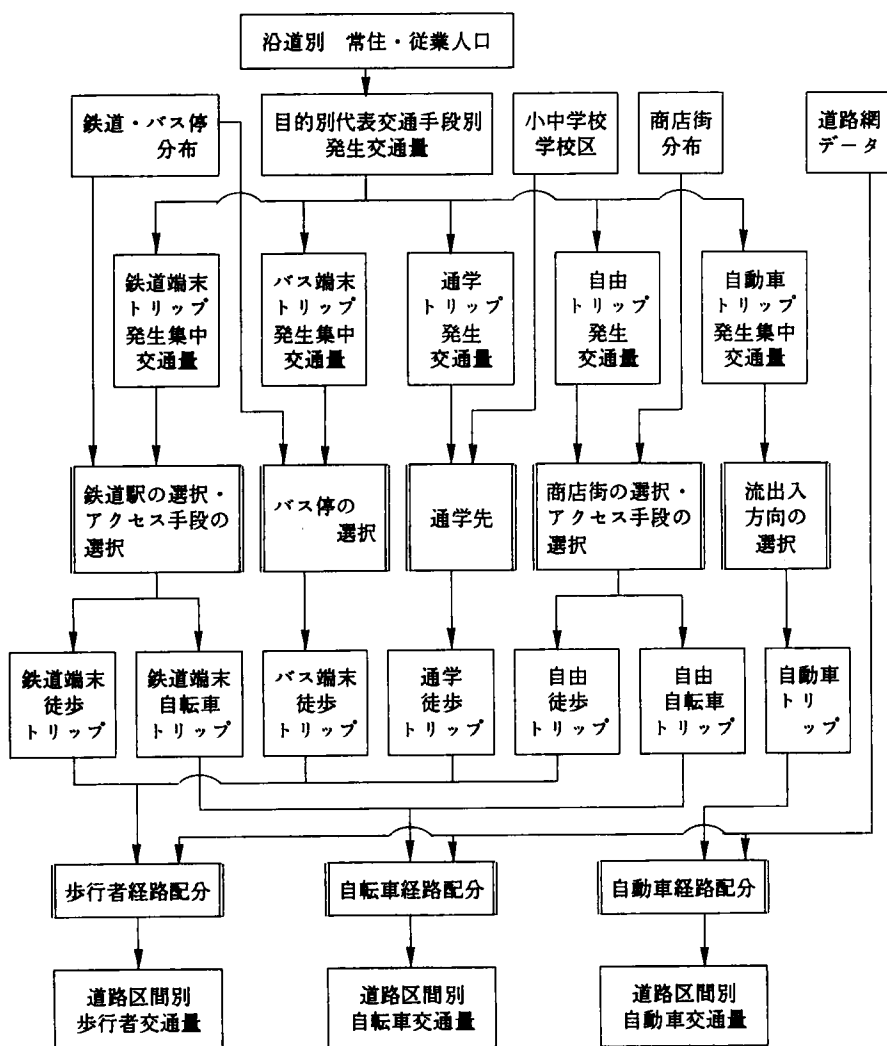 沿道別　常住・従業人口
鉄道・バス停
分布
目的別代表交通手段別
発生交通量
小中学校
学校区
商店街
分布
道路網
データ
鉄道端末
トリップ
発生集中
交通量
バス端末
トリップ
発生集中
交通量
通学
トリップ
発生
交通量
自由
トリップ
発生
交通量
自動車
トリップ
発生集中
交通量
鉄道駅の選択・
アクセス手段の
選択
バス停の
選択
通学先
商店街の選択・
アクセス手段の
選択
流出入
方向の
選択
鉄道端末
徒歩
トリップ
鉄道端末
自転車
トリップ
バス端末
徒歩
トリップ
通学
徒歩
トリップ
自由
徒歩
トリップ
自由
自転車
トリップ
自動車
トリ
ップ
歩行者経路配分
自転車経路配分
自動車経路配分
道路区間別
歩行者交通量
道路区間別
自転車交通量
道路区間別
自動車交通量